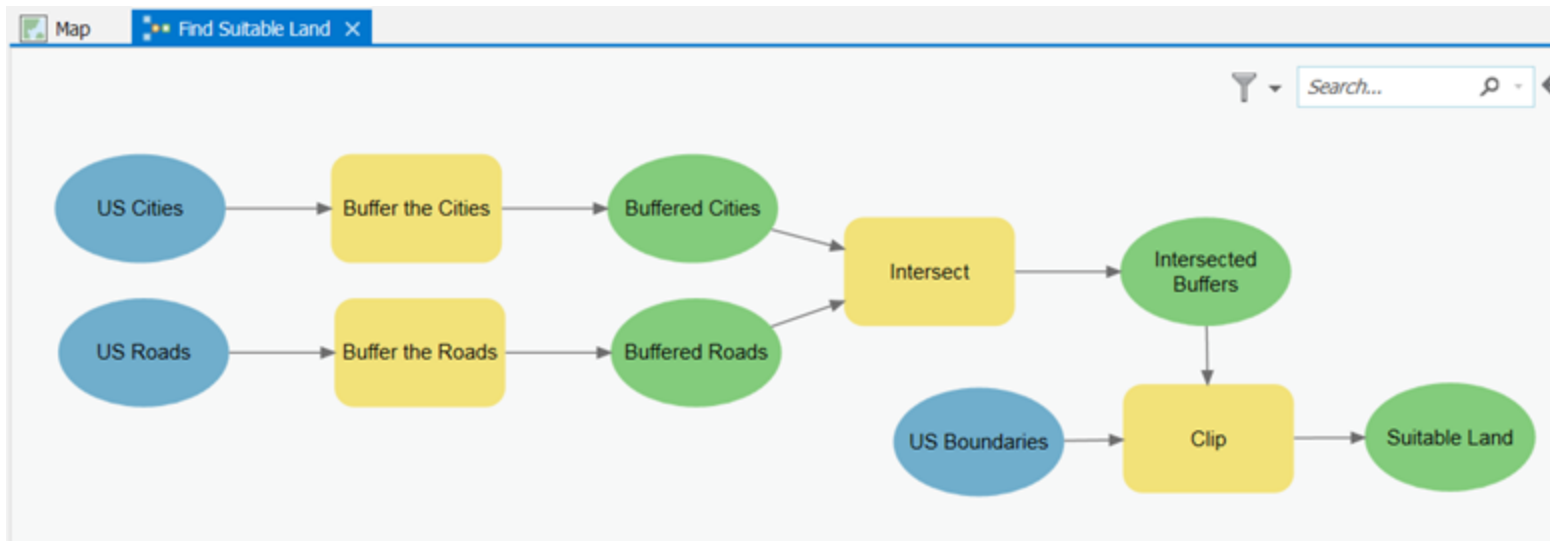 Map
Find Suitable Land
Search...
US Cities
Buffer the Cities
Buffered Cities
Intersect
Intersected
Buffers
US Roads
Buffer the Roads
Buffered Roads
US Boundaries
Clip
Suitable Land